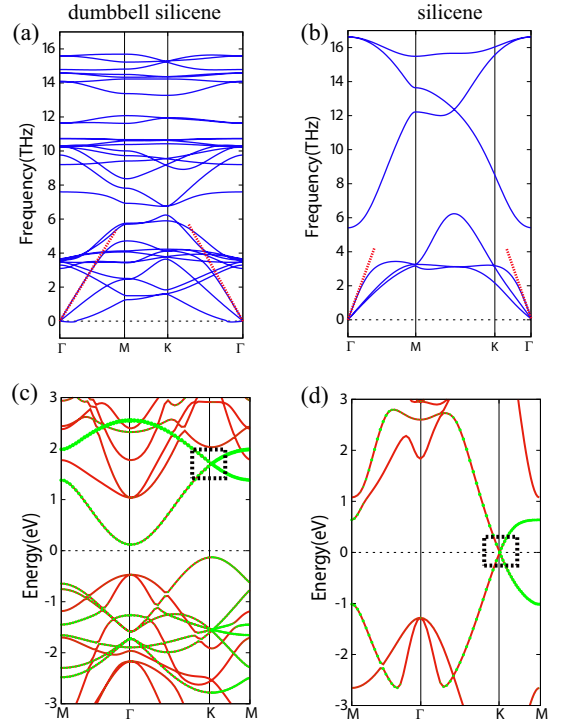 dumbbell silicene
silicene
(a)
(b)
Frequency(THz)
16
14
12
10
8
6
4
2
0
Γ
M
K
Γ
Frequency(THz)
16
14
12
10
8
6
4
2
0
Γ
M
K
Γ
(c)
(d)
Energy(eV)
3
2
1
0
-1
-2
-3
M
Γ
K
M
Energy(eV)
3
2
1
0
-1
-2
-3
M
Γ
K
M